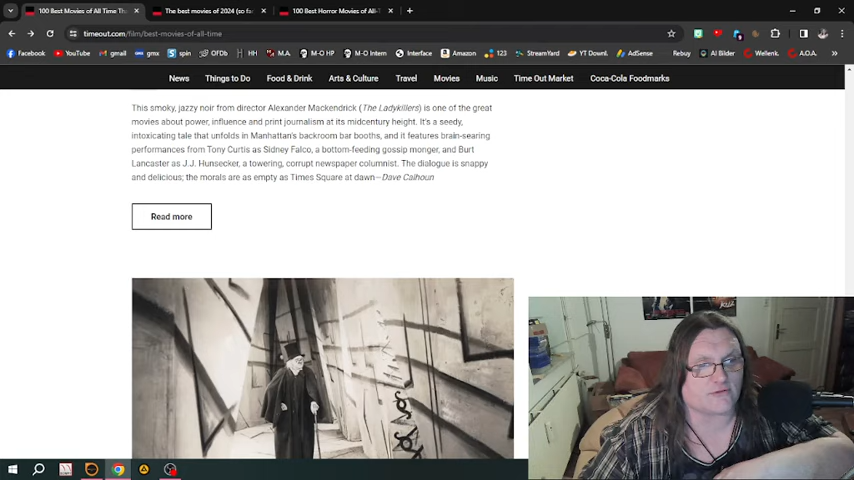 100 Best Movies of All Time Th
The best movies of 2024 (so fa
100 Best Horror Movies of All-T
timeout.com/film/best-movies-of-all-time
Facebook YouTube gmail spin OFDb HH M.A. M-O HP M-O Intern Interface Amazon 123 StreamYard YT Downl. AdSense Rebuy AI Bilder Wellenk. A.O.A.
News Things to Do Food & Drink Arts & Culture Travel Movies Music Time Out Market Coca-Cola Foodmarks
This smoky, jazzy noir from director Alexander Mackendrick (The Ladykillers) is one of the great
movies about power, influence and print journalism at its midcentury height. It's a seedy,
intoxicating tale that unfolds in Manhattan's backroom bar booths, and it features brain-searing
performances from Tony Curtis as Sidney Falco, a bottom-feeding gossip monger, and Burt
Lancaster as J.J. Hunsecker, a towering, corrupt newspaper columnist. The dialogue is snappy
and delicious; the morals are as empty as Times Square at dawn—Dave Calhoun
Read more